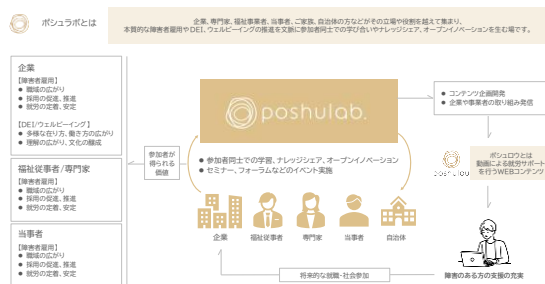 ポシュラボとは
企業、専門家、福祉事業者、当事者、ご家族、自治体の方などがその立場や役割を越えて集まり、
本質的な障害者雇用やDEI、ウェルビーイングの推進を文脈に参加者同士での学び合いやナレッジシェア、オープンイノベーションを生む場です。
企業
【障害者雇用】
● 職域の広がり
● 採用の促進、推進
● 就労の定着、安定
【DEI/ウェルビーイング】
● 多様な在り方、働き方の広がり
● 理解の広がり、文化の醸成
福祉従事者/専門家
【障害者雇用】
● 職域の広がり
● 採用の促進、推進
● 就労の定着、安定
当事者
【障害者雇用】
● 職域の広がり
● 採用の促進、推進
● 就労の定着、安定
参加者が
得られる
価値
poshulab.
● 参加者同士での学習、ナレッジシェア、オープンイノベーション
● セミナー、フォーラムなどのイベント実施
企業
福祉従事者
専門家
当事者
自治体
● コンテンツ企画開発
● 企業や事業者の取り組み発信
poshulou
ポシュロウとは
動画による就労サポート
を行うWEBコンテンツ
障害のある方の支援の充実
将来的な就職・社会参加